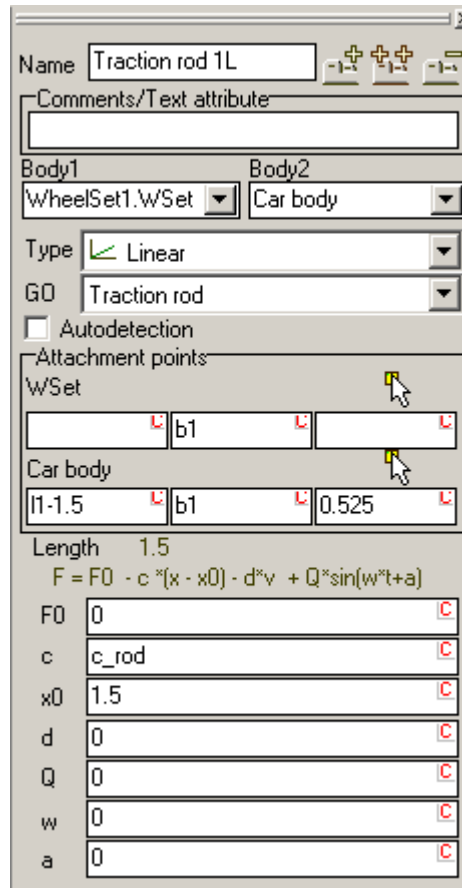 Name Traction rod 1L
Comments/Text attribute
Body1 Body2
WheelSet1.WSet Car body
Type Linear
GO Traction rod
Autodetection
Attachment points
WSet
C b1 C C
Car body
l1-1.5 C b1 C 0.525 C
Length 1.5
F = F0 - c *(x - x0) - d*v + Q*sin(w*t+a)
F0 0 C
c c_rod C
x0 1.5 C
d 0 C
Q 0 C
w 0 C
a 0 C